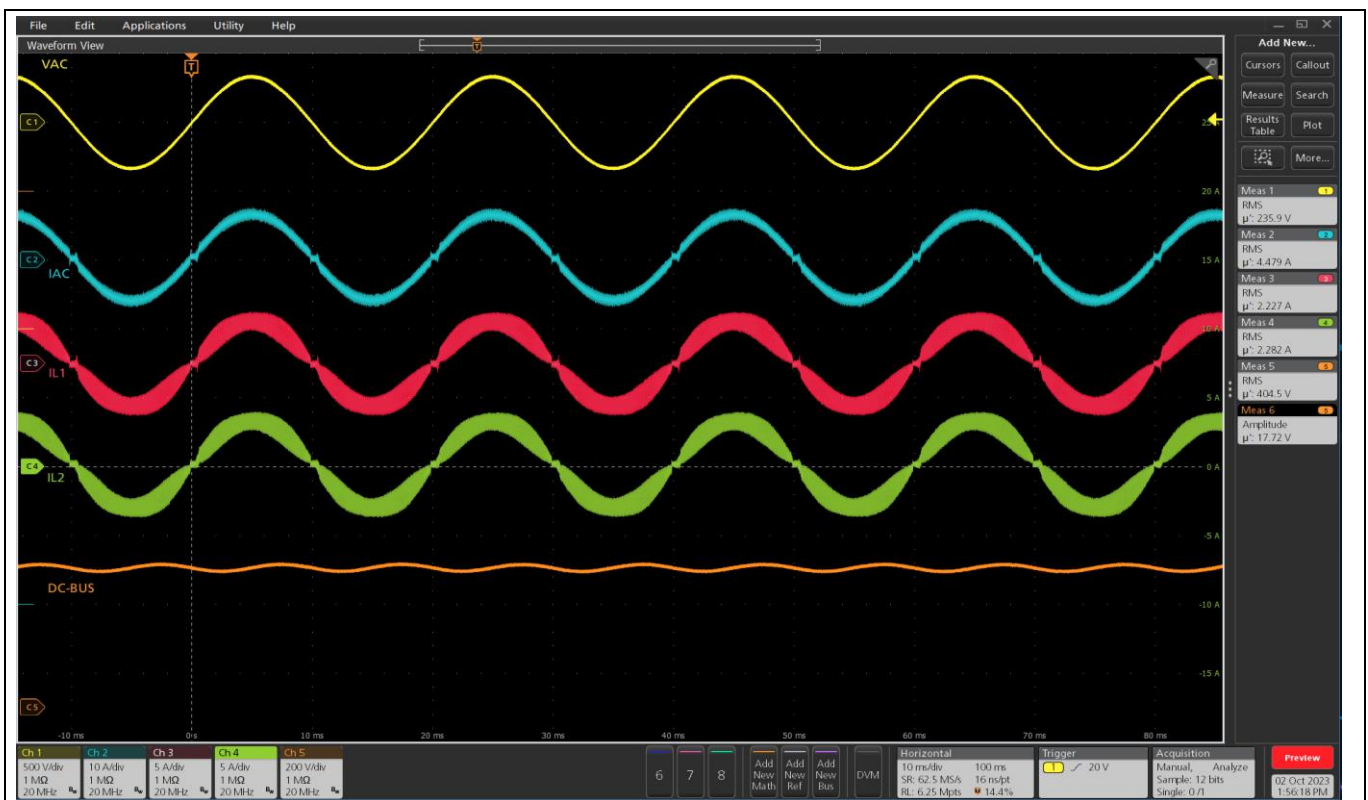 File Edit Applications Utility Help
Waveform View
T
VAC
T
C1
25 A
20 A
C2
IAC
15 A
10 A
C3
IL1
5 A
C4
IL2
0 A
-5 A
DC-BUS
-10 A
-15 A
C5
-10 ms 0 s 10 ms 20 ms 30 ms 40 ms 50 ms 60 ms 70 ms 80 ms
Add New...
Cursors Callout
Measure Search
Results Table Plot
More...
Meas 1 1
RMS
µ': 235.9 V
Meas 2 2
RMS
µ': 4.479 A
Meas 3 3
RMS
µ': 2.227 A
Meas 4 4
RMS
µ': 2.282 A
Meas 5 5
RMS
µ': 404.5 V
Meas 6 5
Amplitude
µ': 17.72 V
Ch 1
500 V/div
1 MΩ
20 MHz
Ch 2
10 A/div
1 MΩ
20 MHz
Ch 3
5 A/div
1 MΩ
20 MHz
Ch 4
5 A/div
1 MΩ
20 MHz
Ch 5
200 V/div
1 MΩ
20 MHz
6 7 8
Add New Math
Add New Ref
Add New Bus
DVM
Horizontal
10 ms/div 100 ms
SR: 62.5 MS/s 16 ns/pt
RL: 6.25 Mpts 14.4%
Trigger
1 20 V
Acquisition
Manual, Analyze
Sample: 12 bits
Single: 0 /1
Preview
02 Oct 2023
1:56:18 PM